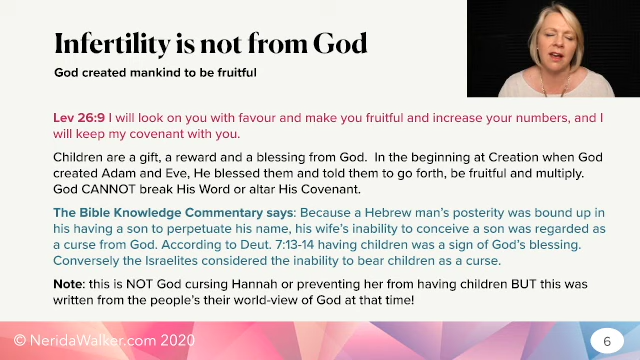 Infertility is not from God
God created mankind to be fruitful
Lev 26:9 I will look on you with favour and make you fruitful and increase your numbers, and I
will keep my covenant with you.
Children are a gift, a reward and a blessing from God.  In the beginning at Creation when God
created Adam and Eve, He blessed them and told them to go forth, be fruitful and multiply.
God CANNOT break His Word or altar His Covenant.
The Bible Knowledge Commentary says: Because a Hebrew man's posterity was bound up in
his having a son to perpetuate his name, his wife's inability to conceive a son was regarded as
a curse from God. According to Deut. 7:13-14 having children was a sign of God's blessing.
Conversely the Israelites considered the inability to bear children as a curse.
Note: this is NOT God cursing Hannah or preventing her from having children BUT this was
written from the people's their world-view of God at that time!
© NeridaWalker.com 2020
6